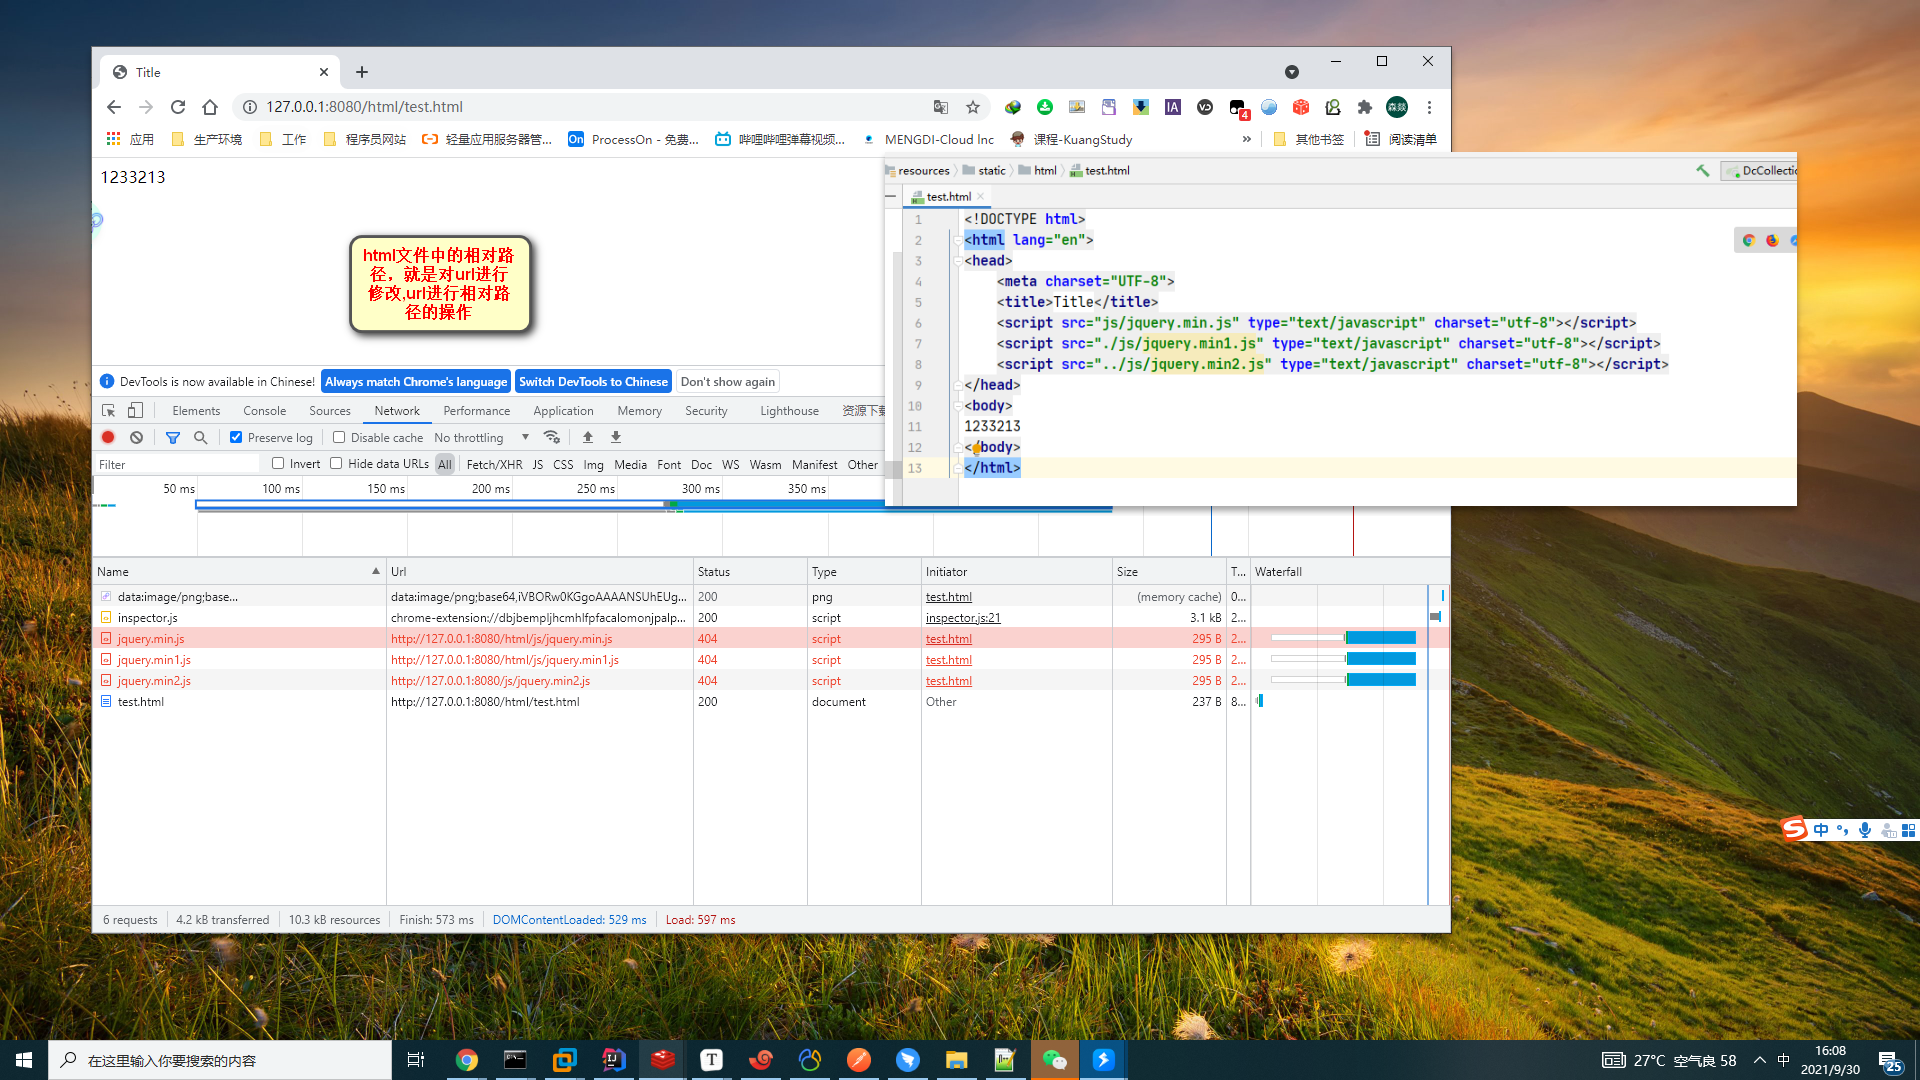 Title
127.0.0.1:8080/html/test.html
4
森燚
应用
生产环境
工作
程序员网站
轻量应用服务器管...
On ProcessOn - 免费...
哔哩哔哩弹幕视频...
MENGDI-Cloud Inc
课程-KuangStudy
»
其他书签
阅读清单
1233213
html文件中的相对路
径，就是对url进行
修改,url进行相对路
径的操作
resources static html test.html
DcCollectio
test.html
1 <!DOCTYPE html>
2 <html lang="en">
3 <head>
4 <meta charset="UTF-8">
5 <title>Title</title>
6 <script src="js/jquery.min.js" type="text/javascript" charset="utf-8"></script>
7 <script src="./js/jquery.min1.js" type="text/javascript" charset="utf-8"></script>
8 <script src="../js/jquery.min2.js" type="text/javascript" charset="utf-8"></script>
9 </head>
10 <body>
11 1233213
12 </body>
13 </html>
DevTools is now available in Chinese! Always match Chrome's language Switch DevTools to Chinese Don't show again
Elements Console Sources Network Performance Application Memory Security Lighthouse 资源下载
Preserve log Disable cache No throttling
Filter Invert Hide data URLs All Fetch/XHR JS CSS Img Media Font Doc WS Wasm Manifest Other
50 ms 100 ms 150 ms 200 ms 250 ms 300 ms 350 ms
Name Url Status Type Initiator Size T... Waterfall
data:image/png;base... data:image/png;base64,iVBORw0KGgoAAAANSUhEUg... 200 png test.html (memory cache) 0...
inspector.js chrome-extension://dbjbempljhcmhlfpfacalomonjpalp... 200 script inspector.js:21 3.1 kB 2...
jquery.min.js http://127.0.0.1:8080/html/js/jquery.min.js 404 script test.html 295 B 2...
jquery.min1.js http://127.0.0.1:8080/html/js/jquery.min1.js 404 script test.html 295 B 2...
jquery.min2.js http://127.0.0.1:8080/js/jquery.min2.js 404 script test.html 295 B 2...
test.html http://127.0.0.1:8080/html/test.html 200 document Other 237 B 8...
6 requests 4.2 kB transferred 10.3 kB resources Finish: 573 ms DOMContentLoaded: 529 ms Load: 597 ms
中
在这里输入你要搜索的内容
27°C 空气良 58
中
16:08
2021/9/30
25